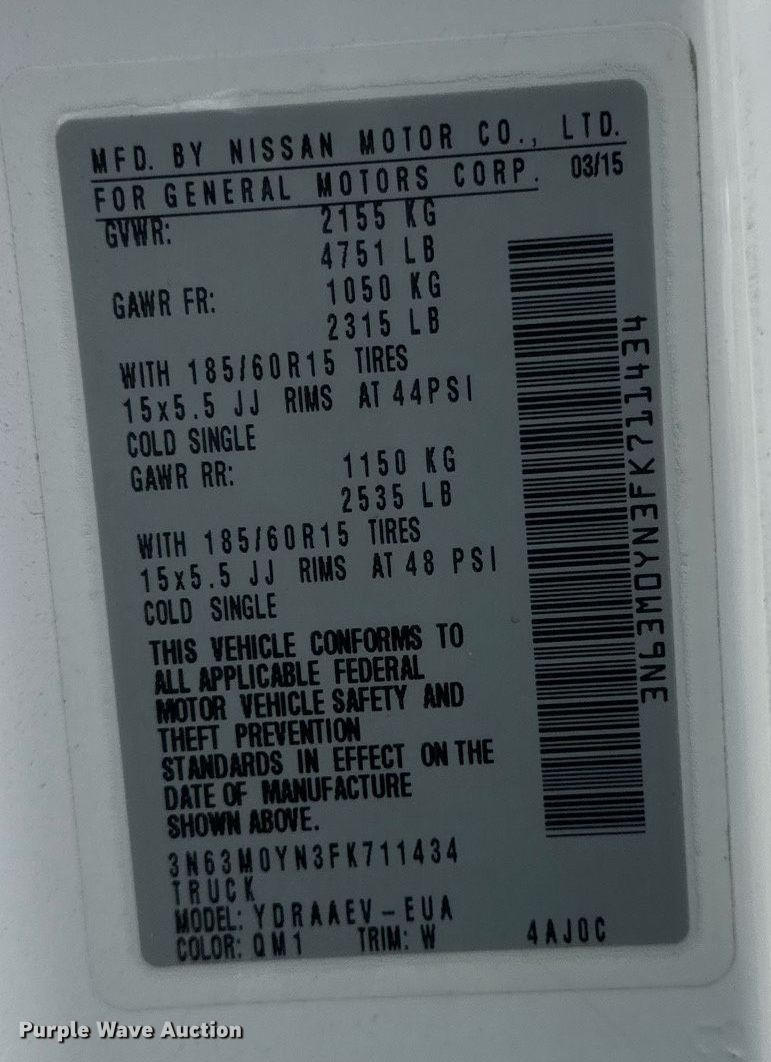 MFD. BY NISSAN MOTOR CO., LTD.
FOR GENERAL MOTORS CORP. 03/15
GVWR: 2155 KG
4751 LB
GAWR FR: 1050 KG
2315 LB
WITH 185/60R15 TIRES
15x5.5 JJ RIMS AT 44PSI
COLD SINGLE
GAWR RR: 1150 KG
2535 LB
WITH 185/60R15 TIRES
15x5.5 JJ RIMS AT 48 PSI
COLD SINGLE
THIS VEHICLE CONFORMS TO
ALL APPLICABLE FEDERAL
MOTOR VEHICLE SAFETY AND
THEFT PREVENTION
STANDARDS IN EFFECT ON THE
DATE OF MANUFACTURE
SHOWN ABOVE.
3N63M0YN3FK711434
TRUCK
MODEL: YDRAAEV-EUA
COLOR: QM1 TRIM: W 4AJ0C
3N63M0YN3FK711434
Purple Wave Auction